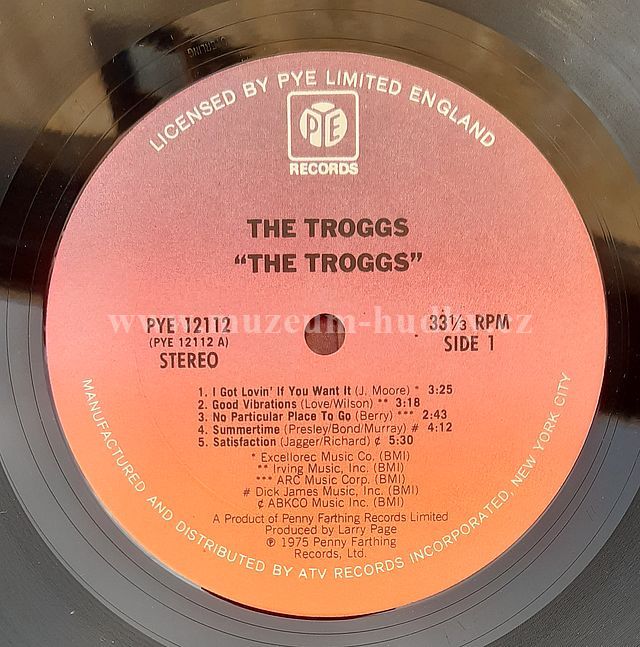 LICENSED BY PYE LIMITED ENGLAND
PYE
RECORDS
THE TROGGS
“THE TROGGS”
www.muzeum-hudby.cz
PYE 12112
(PYE 12112 A)
STEREO
33⅓ RPM
SIDE 1
1. I Got Lovin' If You Want It (J. Moore) * 3:25
2. Good Vibrations (Love/Wilson) ** 3:18
3. No Particular Place To Go (Berry) *** 2:43
4. Summertime (Presley/Bond/Murray) # 4:12
5. Satisfaction (Jagger/Richard) ¢ 5:30
* Excellorec Music Co. (BMI)
** Irving Music, Inc. (BMI)
*** ARC Music Corp. (BMI)
# Dick James Music, Inc. (BMI)
¢ ABKCO Music Inc. (BMI)
A Product of Penny Farthing Records Limited
Produced by Larry Page
℗ 1975 Penny Farthing
Records, Ltd.
MANUFACTURED AND DISTRIBUTED BY ATV RECORDS INCORPORATED, NEW YORK CITY